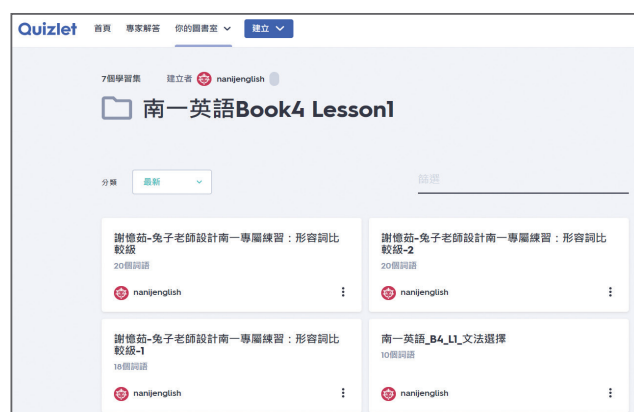 Quizlet 首頁 專家解答 你的圖書室 建立
7個學習集 建立者 nanijenglish
南一英語Book4 Lesson1
分類 最新 篩選
謝憶茹-兔子老師設計南一專屬練習：形容詞比
較級
20個詞語
nanijenglish
謝憶茹-兔子老師設計南一專屬練習：形容詞比
較級-2
20個詞語
nanijenglish
謝憶茹-兔子老師設計南一專屬練習：形容詞比
較級-1
18個詞語
nanijenglish
南一英語_B4_L1_文法選擇
10個詞語
nanijenglish